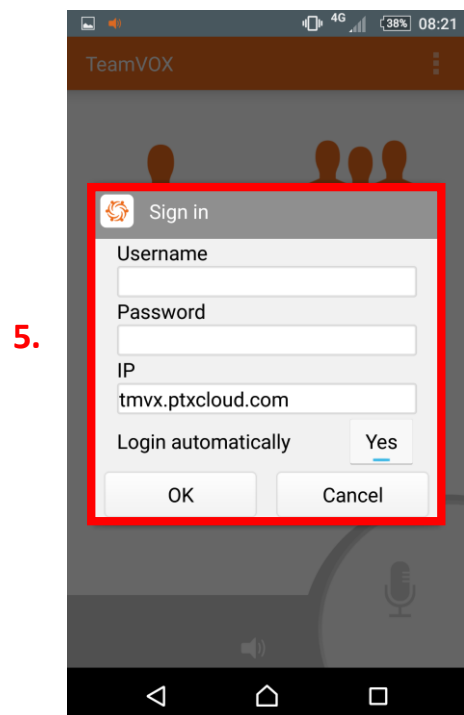 4G 38% 08:21
TeamVOX
Sign in
Username
Password
5.
IP
tmvx.ptxcloud.com
Login automatically Yes
OK Cancel